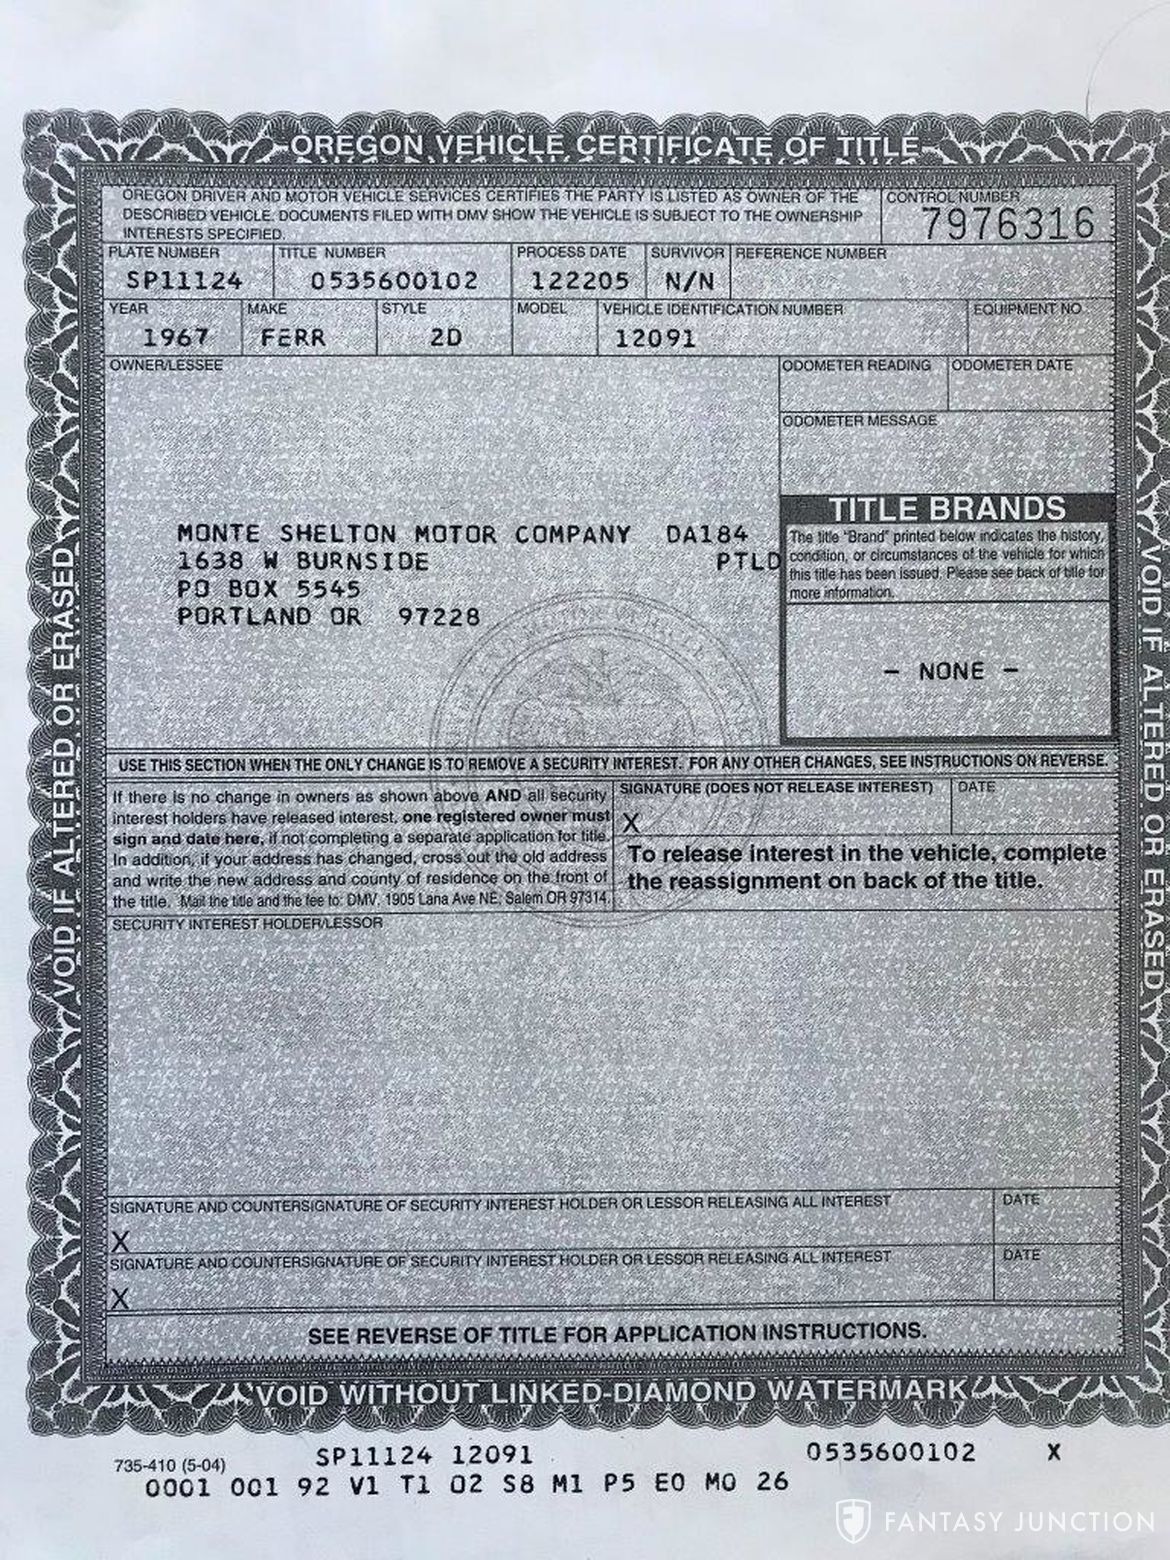 OREGON VEHICLE CERTIFICATE OF TITLE
OREGON DRIVER AND MOTOR VEHICLE SERVICES CERTIFIES THE PARTY IS LISTED AS OWNER OF THE
DESCRIBED VEHICLE. DOCUMENTS FILED WITH DMV SHOW THE VEHICLE IS SUBJECT TO THE OWNERSHIP
INTERESTS SPECIFIED.
CONTROL NUMBER
7976316
PLATE NUMBER TITLE NUMBER PROCESS DATE SURVIVOR REFERENCE NUMBER
SP11124 0535600102 122205 N/N
YEAR MAKE STYLE MODEL VEHICLE IDENTIFICATION NUMBER EQUIPMENT NO
1967 FERR 2D 12091
OWNER/LESSEE ODOMETER READING ODOMETER DATE
ODOMETER MESSAGE
MONTE SHELTON MOTOR COMPANY DA184
1638 W BURNSIDE PTLD
PO BOX 5545
PORTLAND OR 97228
TITLE BRANDS
The title "Brand" printed below indicates the history,
condition, or circumstances of the vehicle for which
this title has been issued. Please see back of title for
more information.
- NONE -
USE THIS SECTION WHEN THE ONLY CHANGE IS TO REMOVE A SECURITY INTEREST. FOR ANY OTHER CHANGES, SEE INSTRUCTIONS ON REVERSE.
If there is no change in owners as shown above AND all security
interest holders have released interest, one registered owner must
sign and date here, if not completing a separate application for title.
In addition, if your address has changed, cross out the old address
and write the new address and county of residence on the front of
the title. Mail the title and the fee to: DMV, 1905 Lana Ave NE, Salem OR 97314.
SIGNATURE (DOES NOT RELEASE INTEREST) DATE
X
To release interest in the vehicle, complete
the reassignment on back of the title.
SECURITY INTEREST HOLDER/LESSOR
SIGNATURE AND COUNTERSIGNATURE OF SECURITY INTEREST HOLDER OR LESSOR RELEASING ALL INTEREST DATE
X
SIGNATURE AND COUNTERSIGNATURE OF SECURITY INTEREST HOLDER OR LESSOR RELEASING ALL INTEREST DATE
X
SEE REVERSE OF TITLE FOR APPLICATION INSTRUCTIONS.
VOID WITHOUT LINKED-DIAMOND WATERMARK
VOID IF ALTERED OR ERASED
VOID IF ALTERED OR ERASED
735-410 (5-04) SP11124 12091 0535600102 X
0001 001 92 V1 T1 02 S8 M1 P5 E0 M0 26
FANTASY JUNCTION